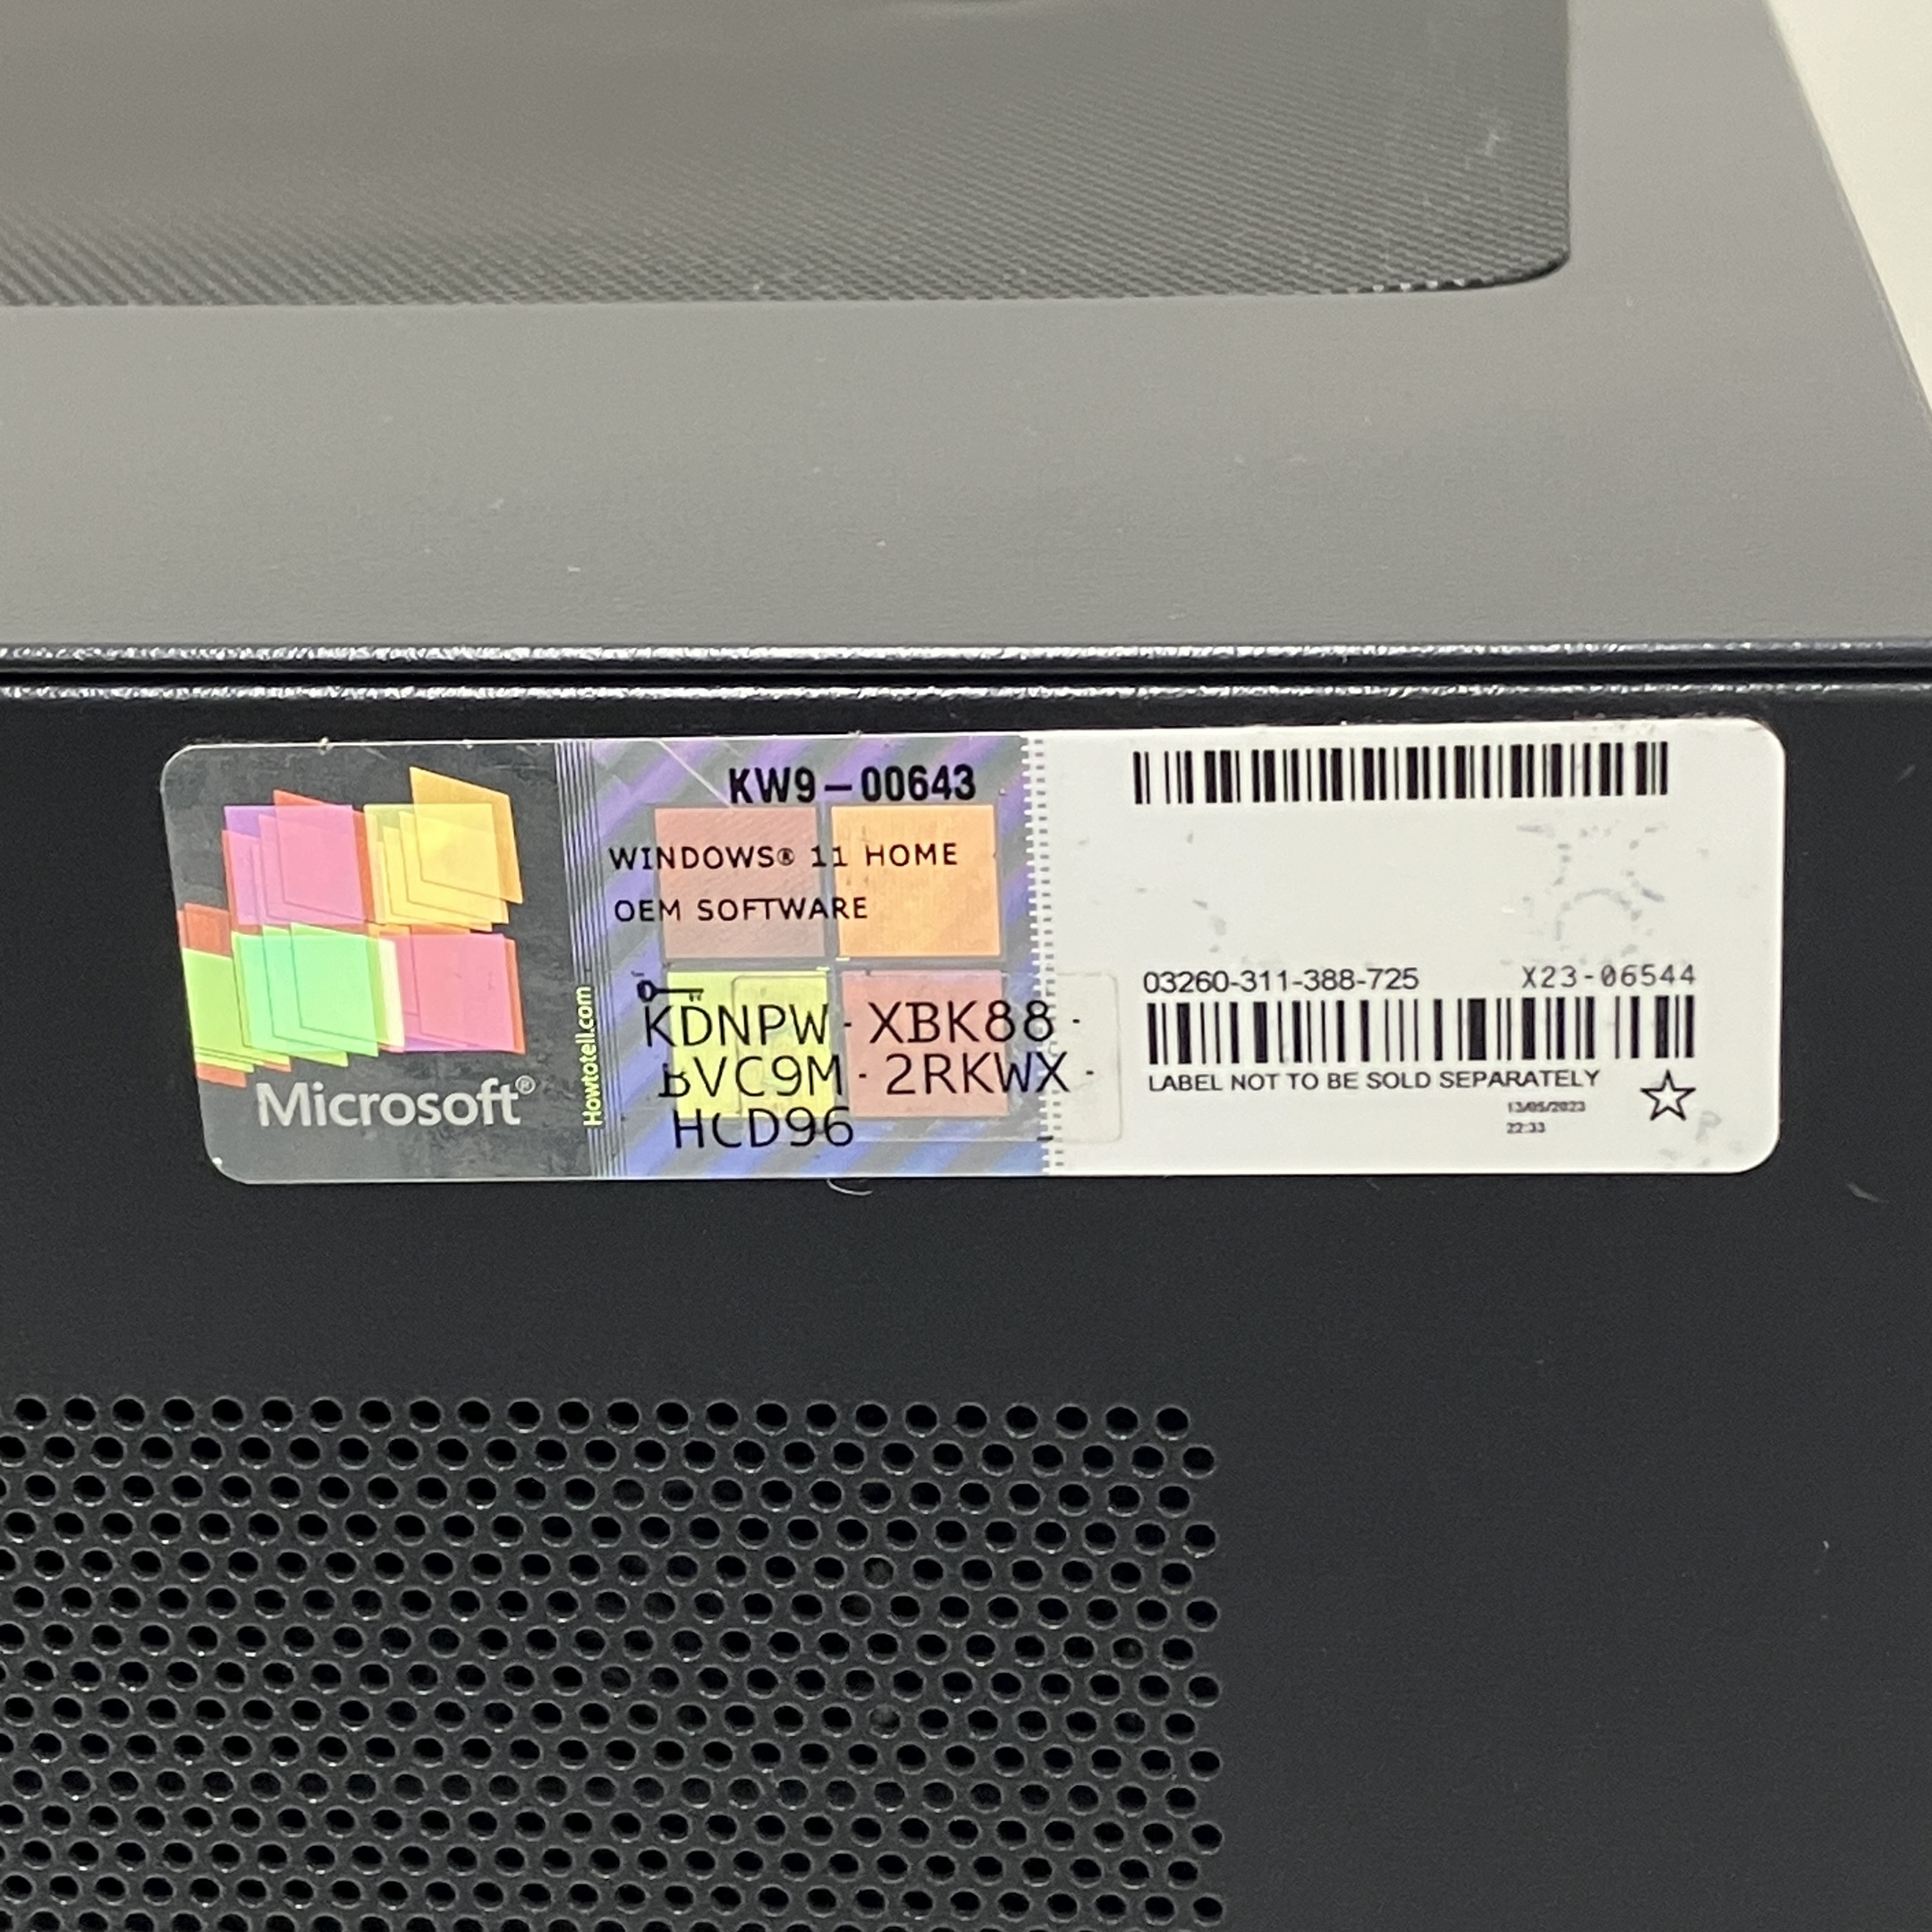 Microsoft®
Howtotell.com
KW9-00643
WINDOWS® 11 HOME
OEM SOFTWARE
KDNPW-XBK88-
BVC9M-2RKWX-
HCD96
03260-311-388-725 X23-06544
LABEL NOT TO BE SOLD SEPARATELY
13/05/2023
22:33